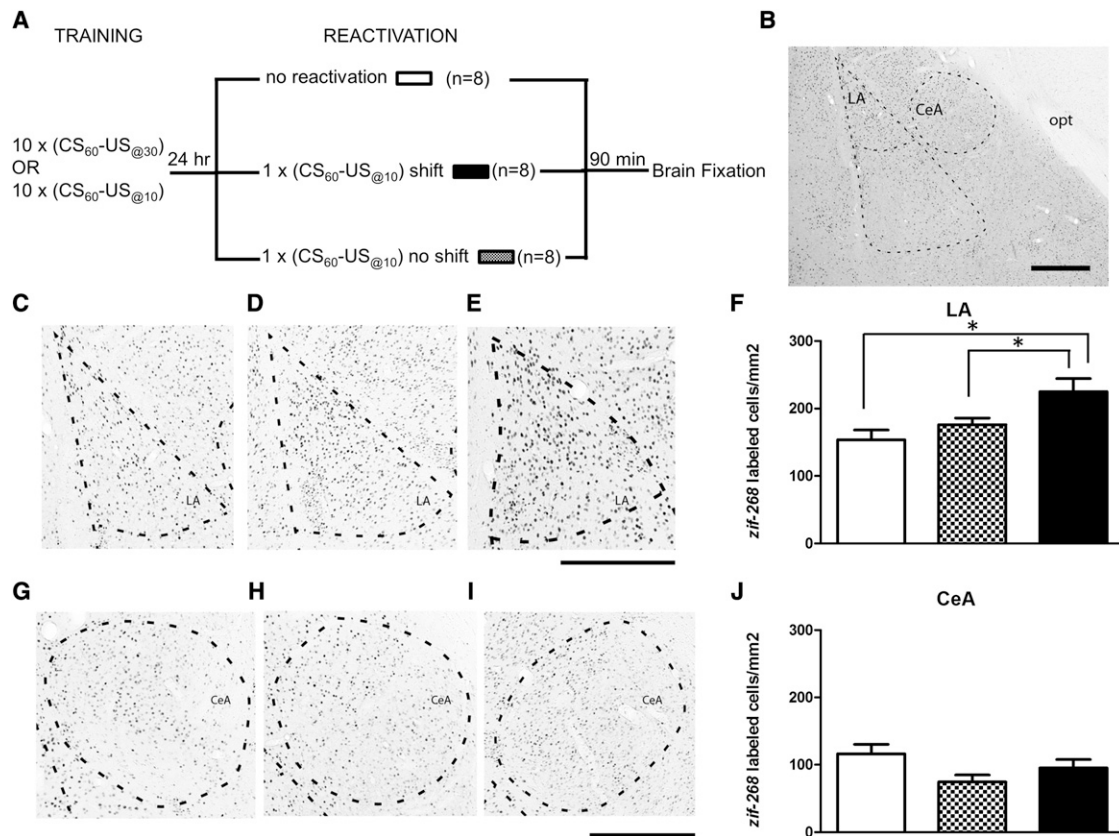 A
TRAINING
REACTIVATION
no reactivation (n=8)
10 x (CS60-US@30)
OR
10 x (CS60-US@10)
24 hr
1 x (CS60-US@10) shift (n=8)
90 min
Brain Fixation
1 x (CS60-US@10) no shift (n=8)
B
LA
CeA
opt
C
LA
D
LA
E
LA
F
LA
*
*
zif-268 labeled cells/mm2
300
200
100
0
G
CeA
H
CeA
I
CeA
J
CeA
zif-268 labeled cells/mm2
300
200
100
0